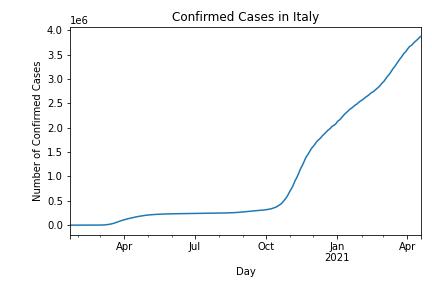 Confirmed Cases in Italy
1e6
4.0
3.5
3.0
2.5
2.0
1.5
1.0
0.5
0.0
Number of Confirmed Cases
Apr Jul Oct Jan Apr
2021
Day